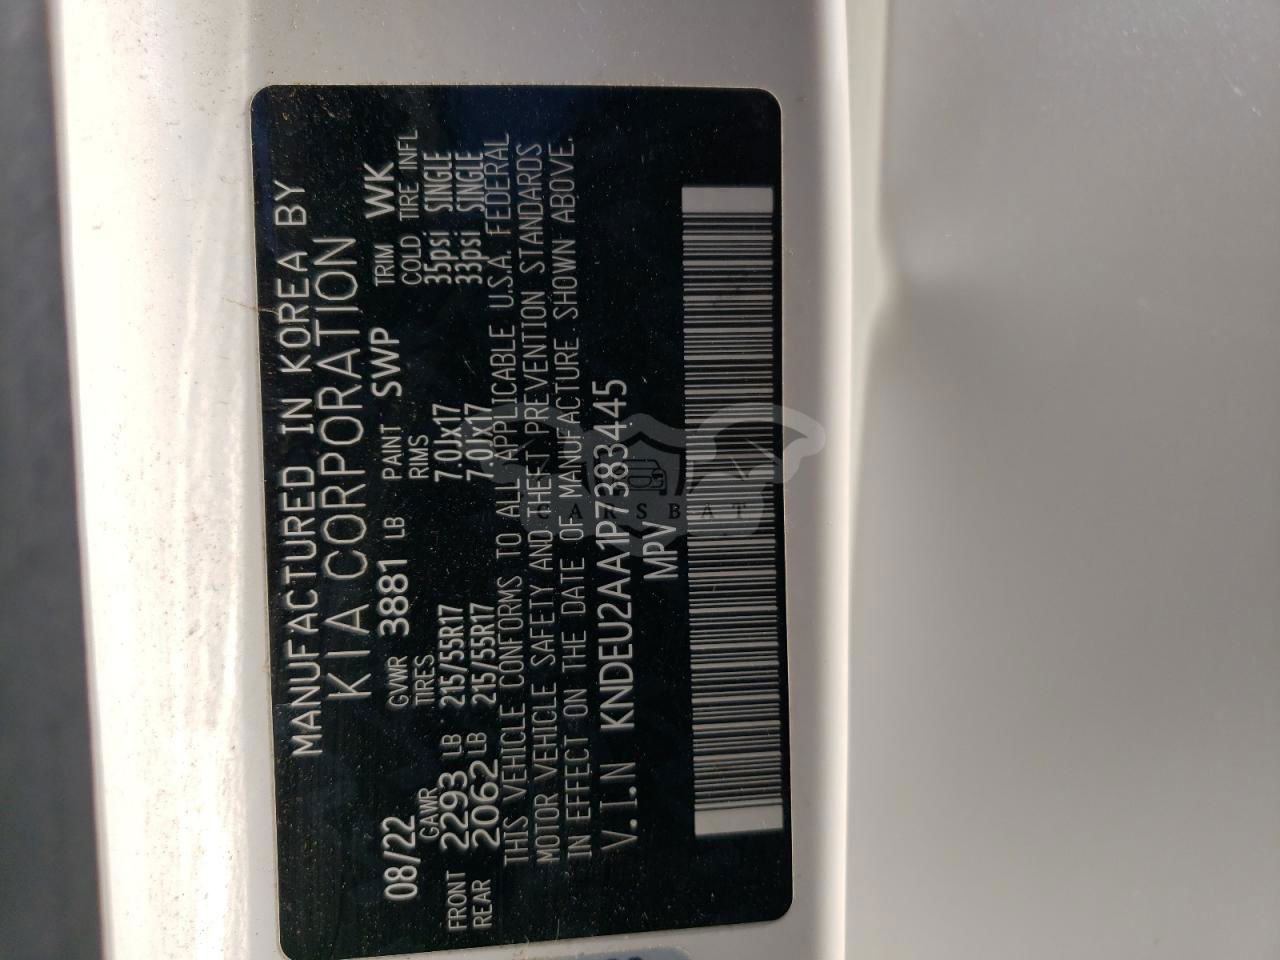 MANUFACTURED IN KOREA BY
KIA CORPORATION
08/22 GVWR 3881 LB PAINT SWP TRIM WK
GAWR TIRES RIMS COLD TIRE INFL
FRONT 2293 LB 215/55R17 7.0Jx17 35psi SINGLE
REAR 2062 LB 215/55R17 7.0Jx17 33psi SINGLE
THIS VEHICLE CONFORMS TO ALL APPLICABLE U.S.A. FEDERAL
MOTOR VEHICLE SAFETY AND THEFT PREVENTION STANDARDS
IN EFFECT ON THE DATE OF MANUFACTURE SHOWN ABOVE.
V.I.N KNDEU2AA1P7383445
MPV
CARSBAT